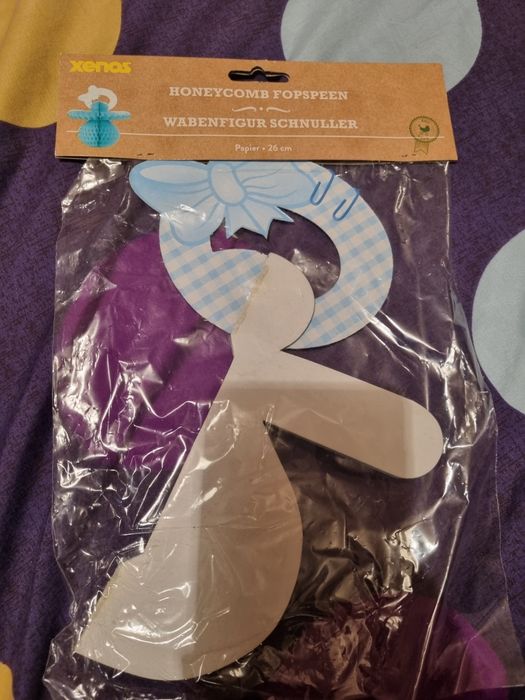 xenos
HONEYCOMB FOPSPEEN
WABENFIGUR SCHNULLER
Papier • 26 cm